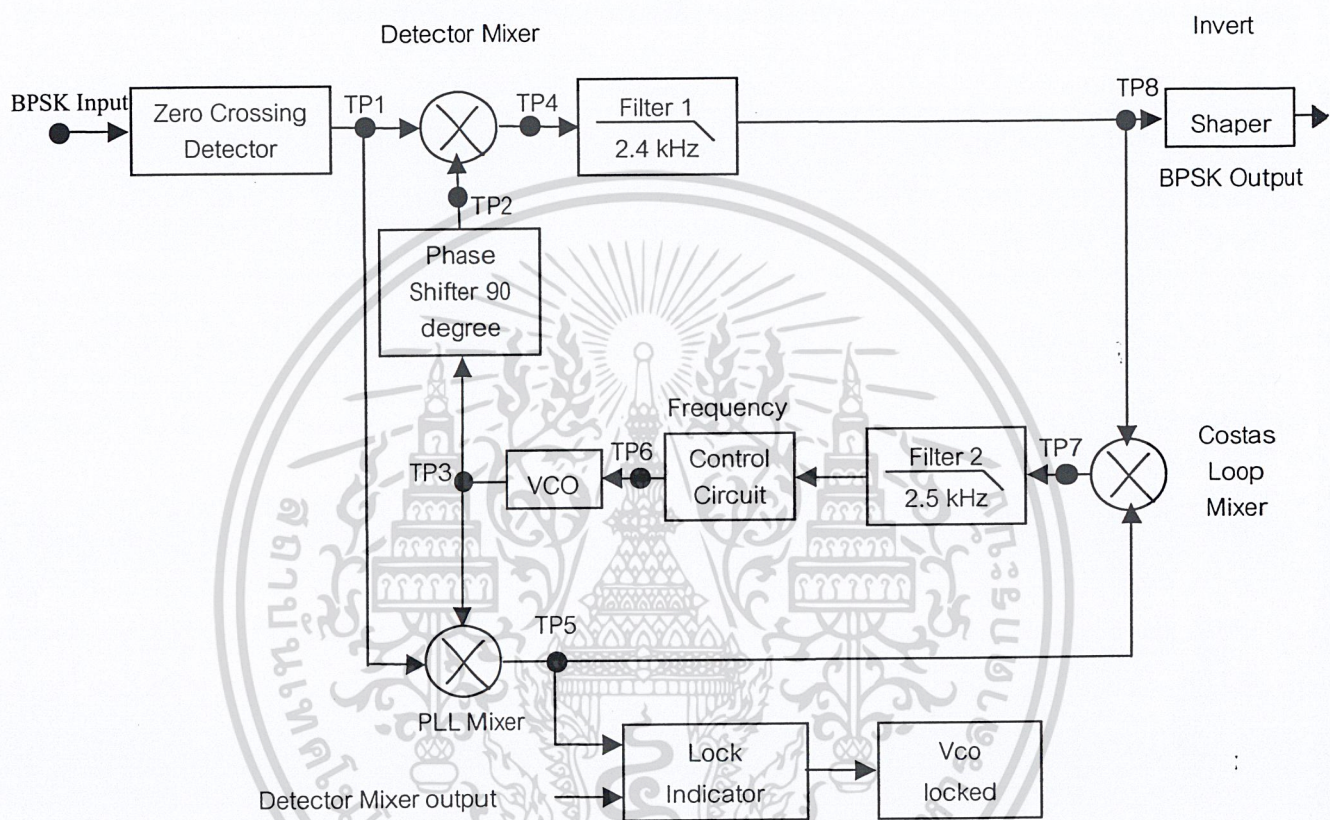 Detector Mixer
Invert
BPSK Input
Zero Crossing
Detector
TP1
TP4
Filter 1
2.4 kHz
TP8
Shaper
BPSK Output
TP2
Phase
Shifter 90
degree
Frequency
TP3
VCO
TP6
Control
Circuit
Filter 2
2.5 kHz
TP7
Costas
Loop
Mixer
TP5
PLL Mixer
Lock
Indicator
Vco
locked
Detector Mixer output